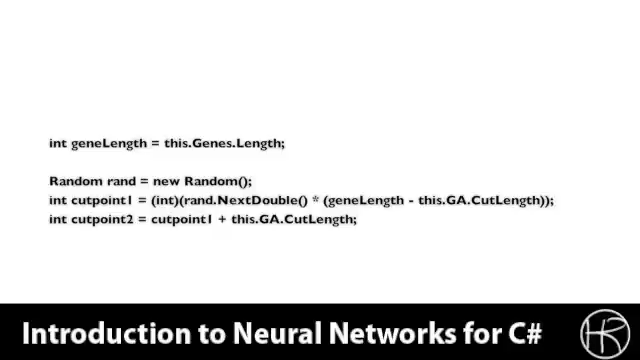 int geneLength = this.Genes.Length;
Random rand = new Random();
int cutpoint1 = (int)(rand.NextDouble() * (geneLength - this.GA.CutLength));
int cutpoint2 = cutpoint1 + this.GA.CutLength;
Introduction to Neural Networks for C#